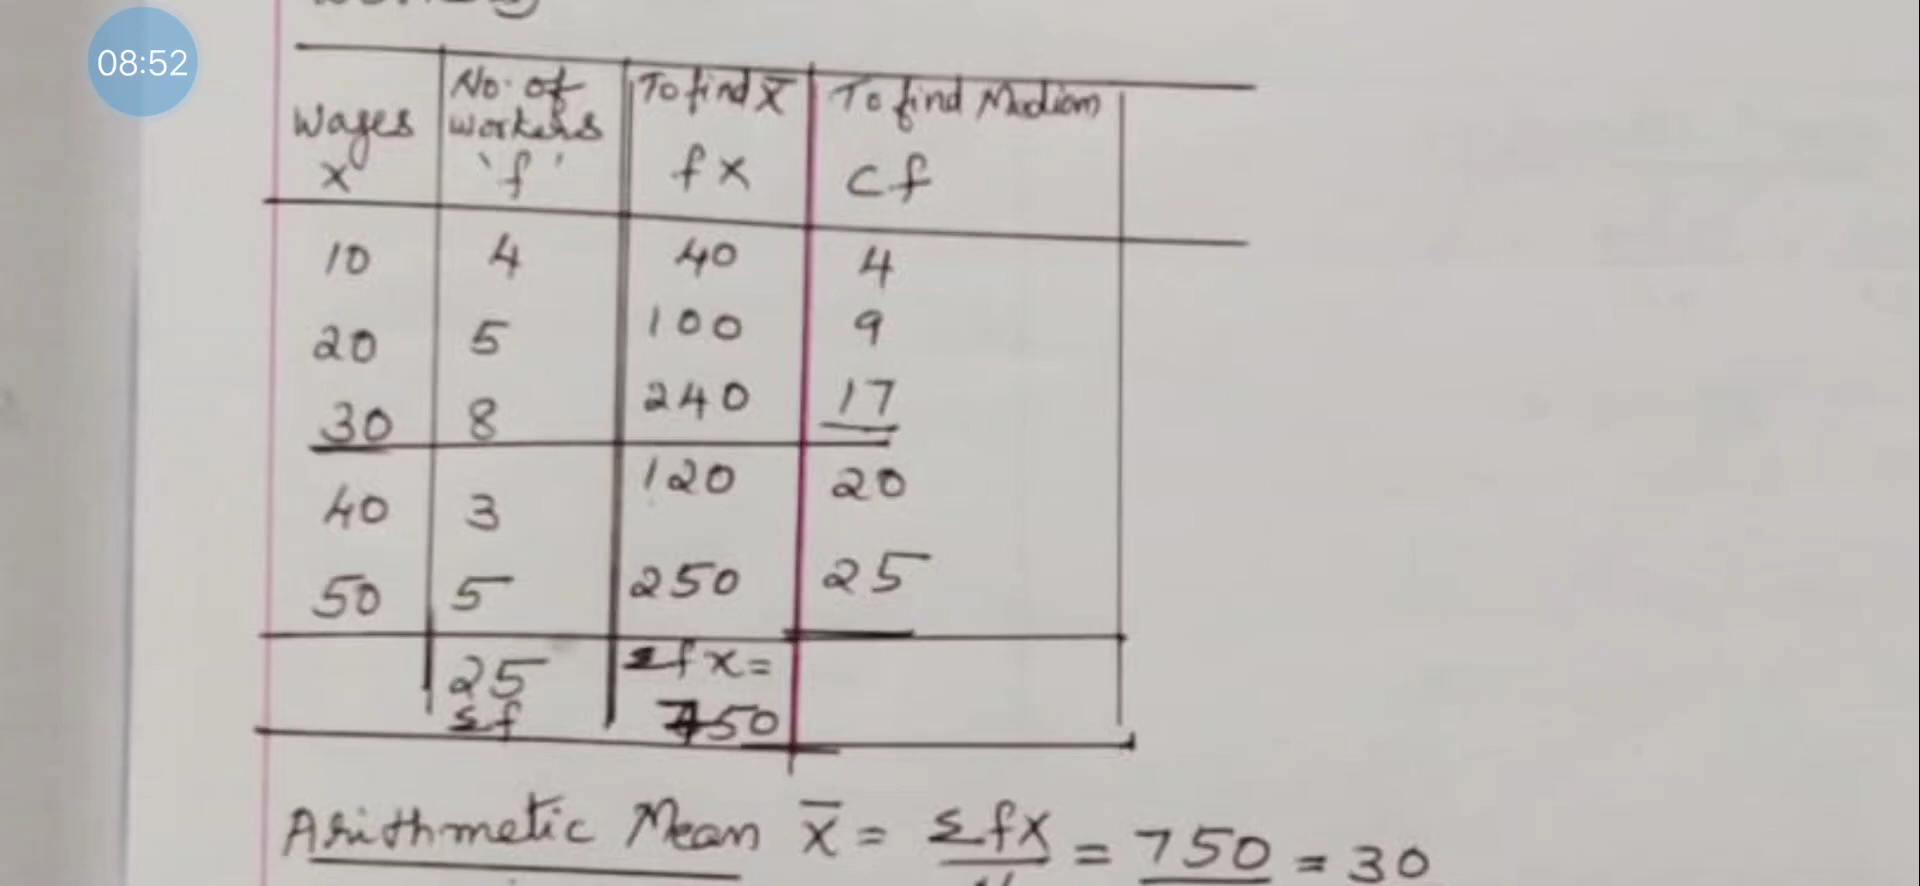 08:52
Wages x | No. of workers 'f' | To find x̄ fx | To find Median cf
10 | 4 | 40 | 4
20 | 5 | 100 | 9
30 | 8 | 240 | 17
40 | 3 | 120 | 20
50 | 5 | 250 | 25
25 Σf | Σfx = 750
Arithmetic Mean x̄ = Σfx = 750 = 30